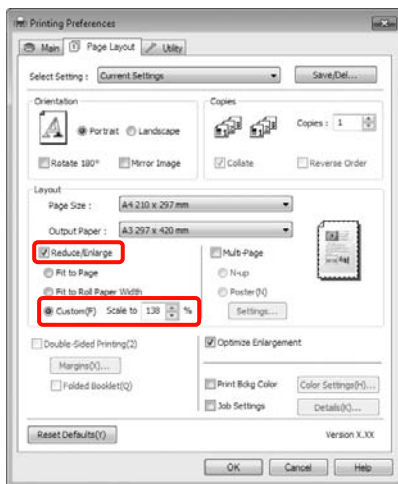 Printing Preferences
Main Page Layout Utility
Select Setting : Current Settings Save/Del...
Orientation
Portrait Landscape
Rotate 180° Mirror Image
Copies
Copies : 1
Collate Reverse Order
Layout
Page Size : A4 210 x 297 mm
Output Paper : A3 297 x 420 mm
Reduce/Enlarge
Fit to Page
Fit to Roll Paper Width
Custom(F) Scale to 138 %
Multi-Page
N-up
Poster(N)
Settings...
Double-Sided Printing(2)
Margins(X)...
Folded Booklet(Q)
Optimize Enlargement
Print Bckg Color Color Settings(H)...
Job Settings Details(K)...
Reset Defaults(Y) Version X.XX
OK Cancel Help